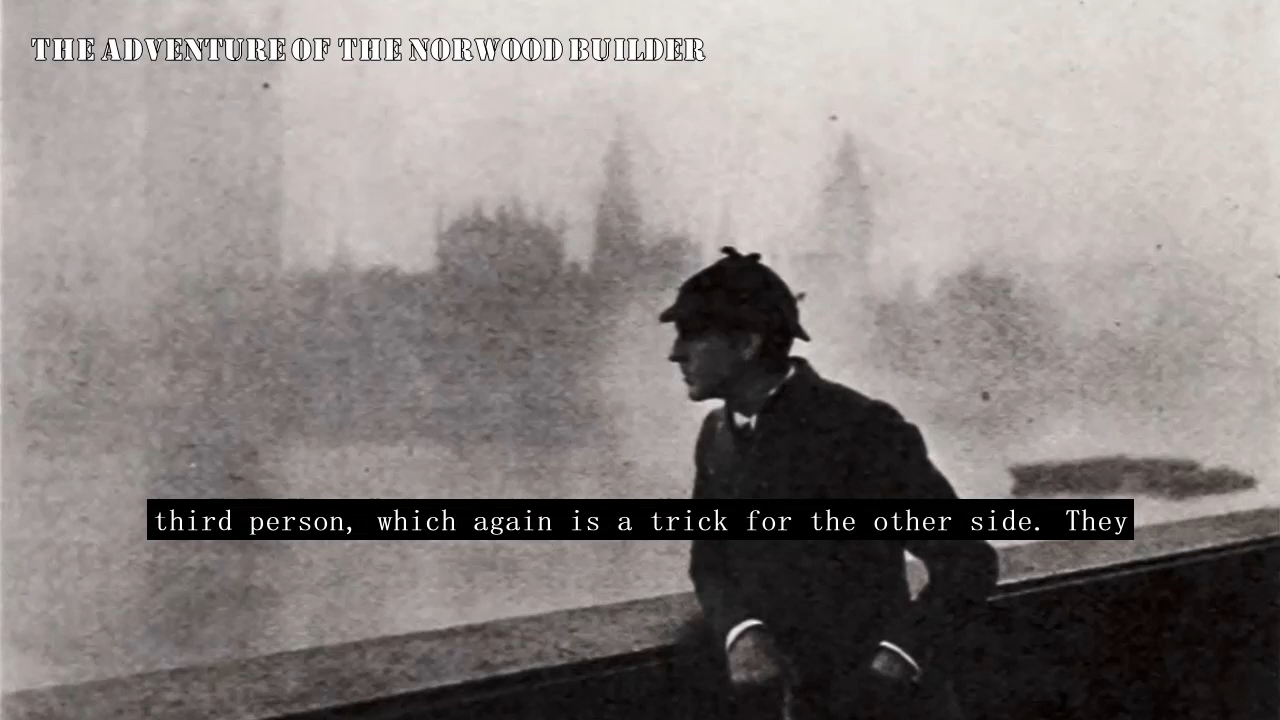 THE ADVENTURE OF THE NORWOOD BUILDER
third person, which again is a trick for the other side. They